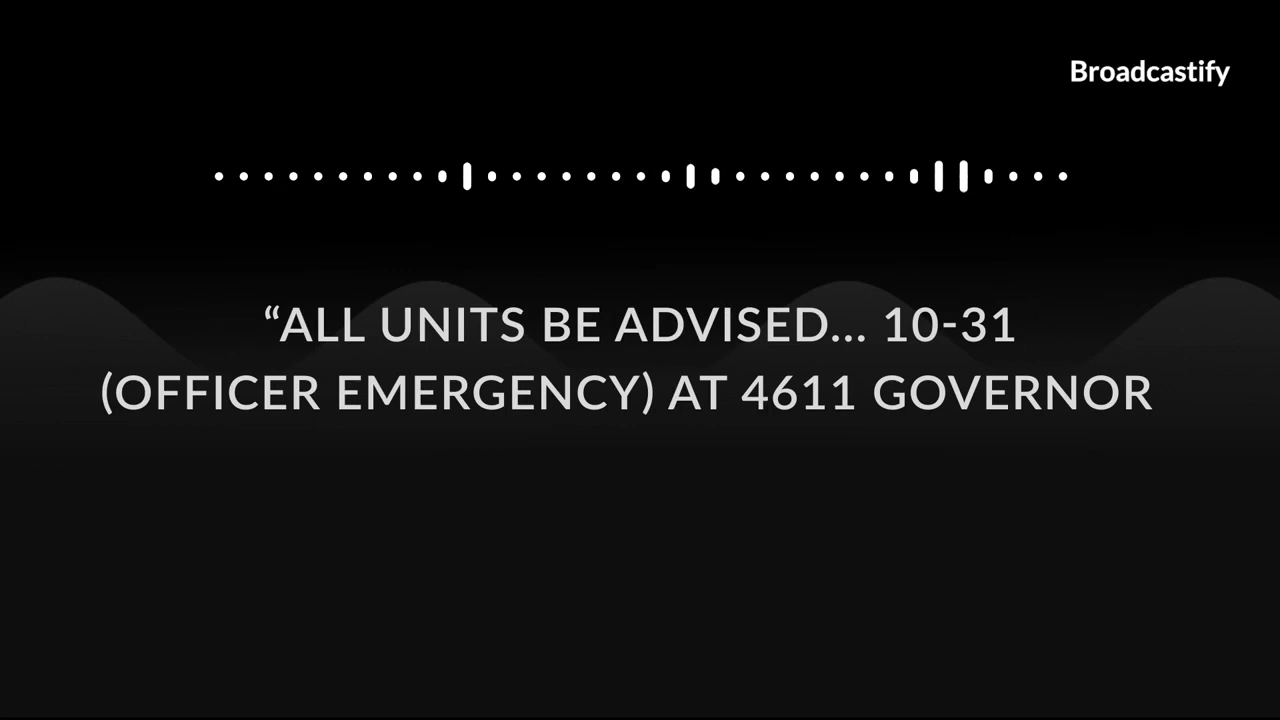 Broadcastify
“ALL UNITS BE ADVISED... 10-31
(OFFICER EMERGENCY) AT 4611 GOVERNOR